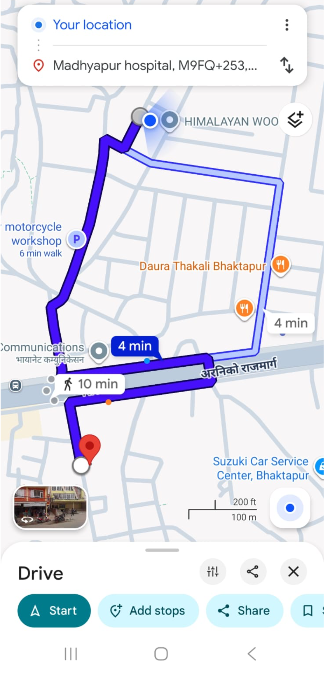 Your location
Madhyapur hospital, M9FQ+253,...
HIMALAYAN WOO
motorcycle
workshop
6 min walk
P
Daura Thakali Bhaktapur
4 min
Communications
भायानेट कम्युनिकेसन
4 min
10 min
अरनिको राजमार्ग
Suzuki Car Service
Center, Bhaktapur
200 ft
100 m
Drive
Start
Add stops
Share